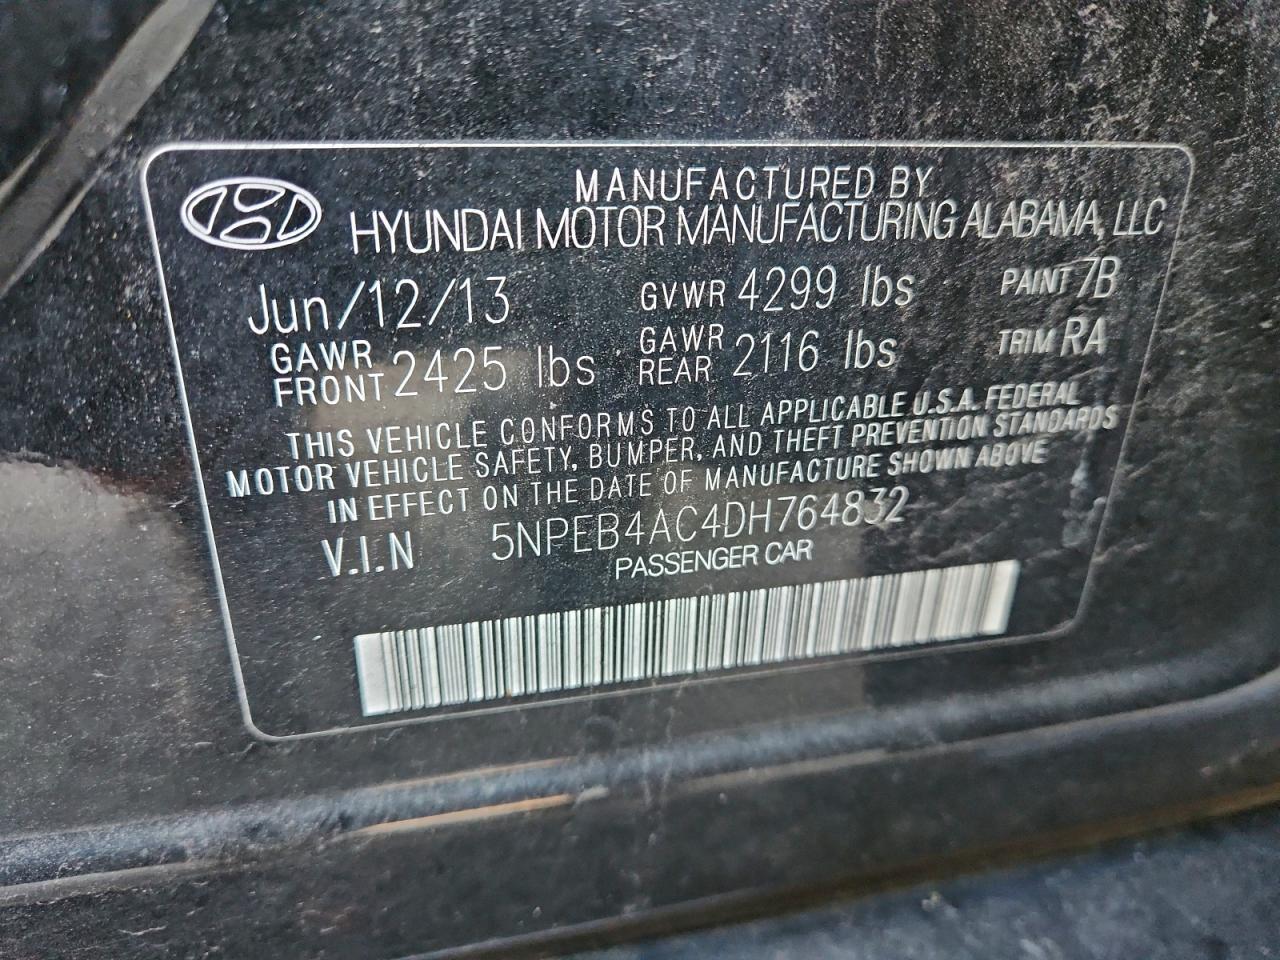 MANUFACTURED BY
HYUNDAI MOTOR MANUFACTURING ALABAMA, LLC
Jun/12/13 GVWR 4299 lbs PAINT 7B
GAWR FRONT 2425 lbs GAWR REAR 2116 lbs TRIM RA
THIS VEHICLE CONFORMS TO ALL APPLICABLE U.S.A. FEDERAL
MOTOR VEHICLE SAFETY, BUMPER, AND THEFT PREVENTION STANDARDS
IN EFFECT ON THE DATE OF MANUFACTURE SHOWN ABOVE
V.I.N 5NPEB4AC4DH764832
PASSENGER CAR